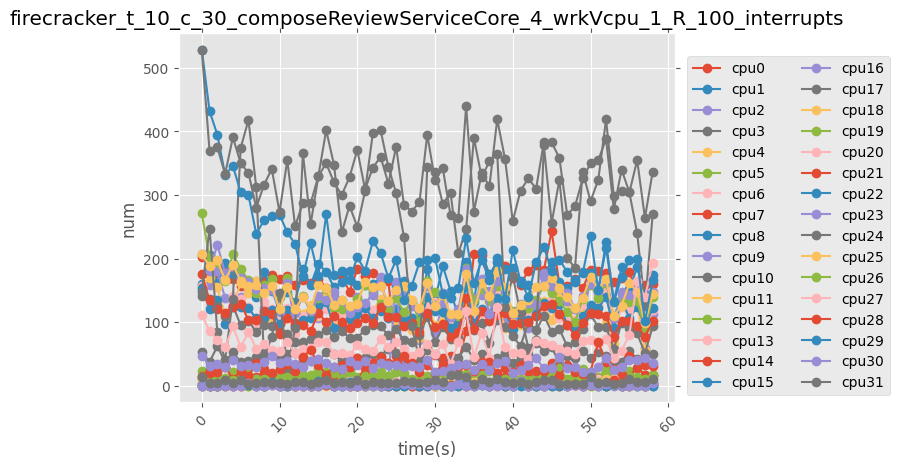 firecracker_t_10_c_30_composeReviewServiceCore_4_wrkVcpu_1_R_100_interrupts
500
400
300
200
100
0
num
0
10
20
30
40
50
60
time(s)
cpu0
cpu1
cpu2
cpu3
cpu4
cpu5
cpu6
cpu7
cpu8
cpu9
cpu10
cpu11
cpu12
cpu13
cpu14
cpu15
cpu16
cpu17
cpu18
cpu19
cpu20
cpu21
cpu22
cpu23
cpu24
cpu25
cpu26
cpu27
cpu28
cpu29
cpu30
cpu31